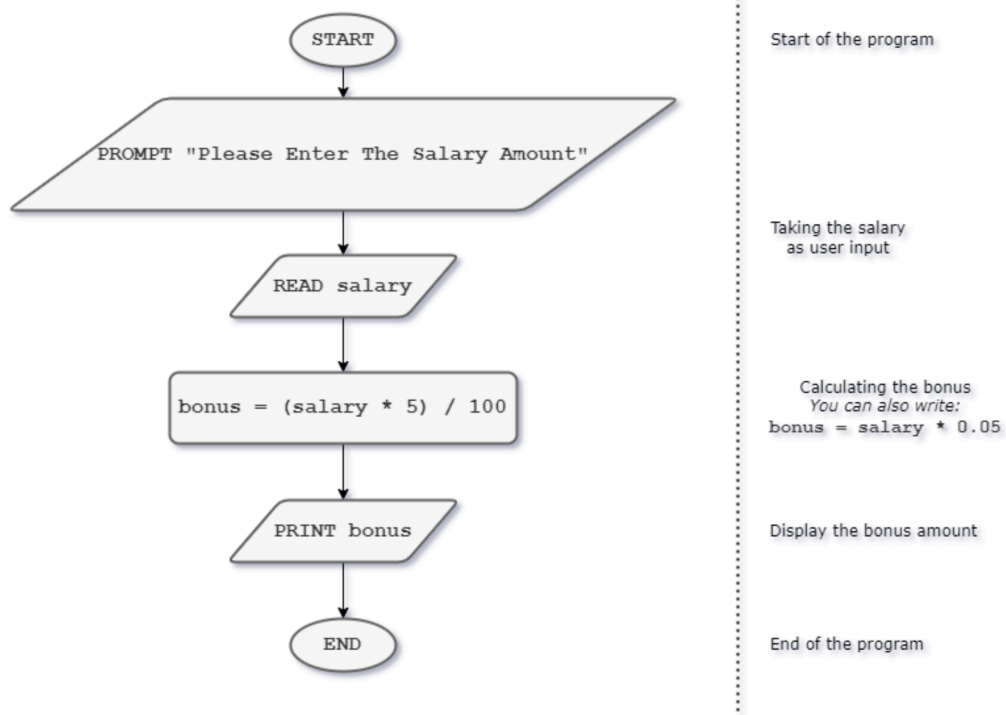 START
Start of the program
PROMPT "Please Enter The Salary Amount"
Taking the salary
as user input
READ salary
bonus = (salary * 5) / 100
Calculating the bonus
You can also write:
bonus = salary * 0.05
PRINT bonus
Display the bonus amount
END
End of the program